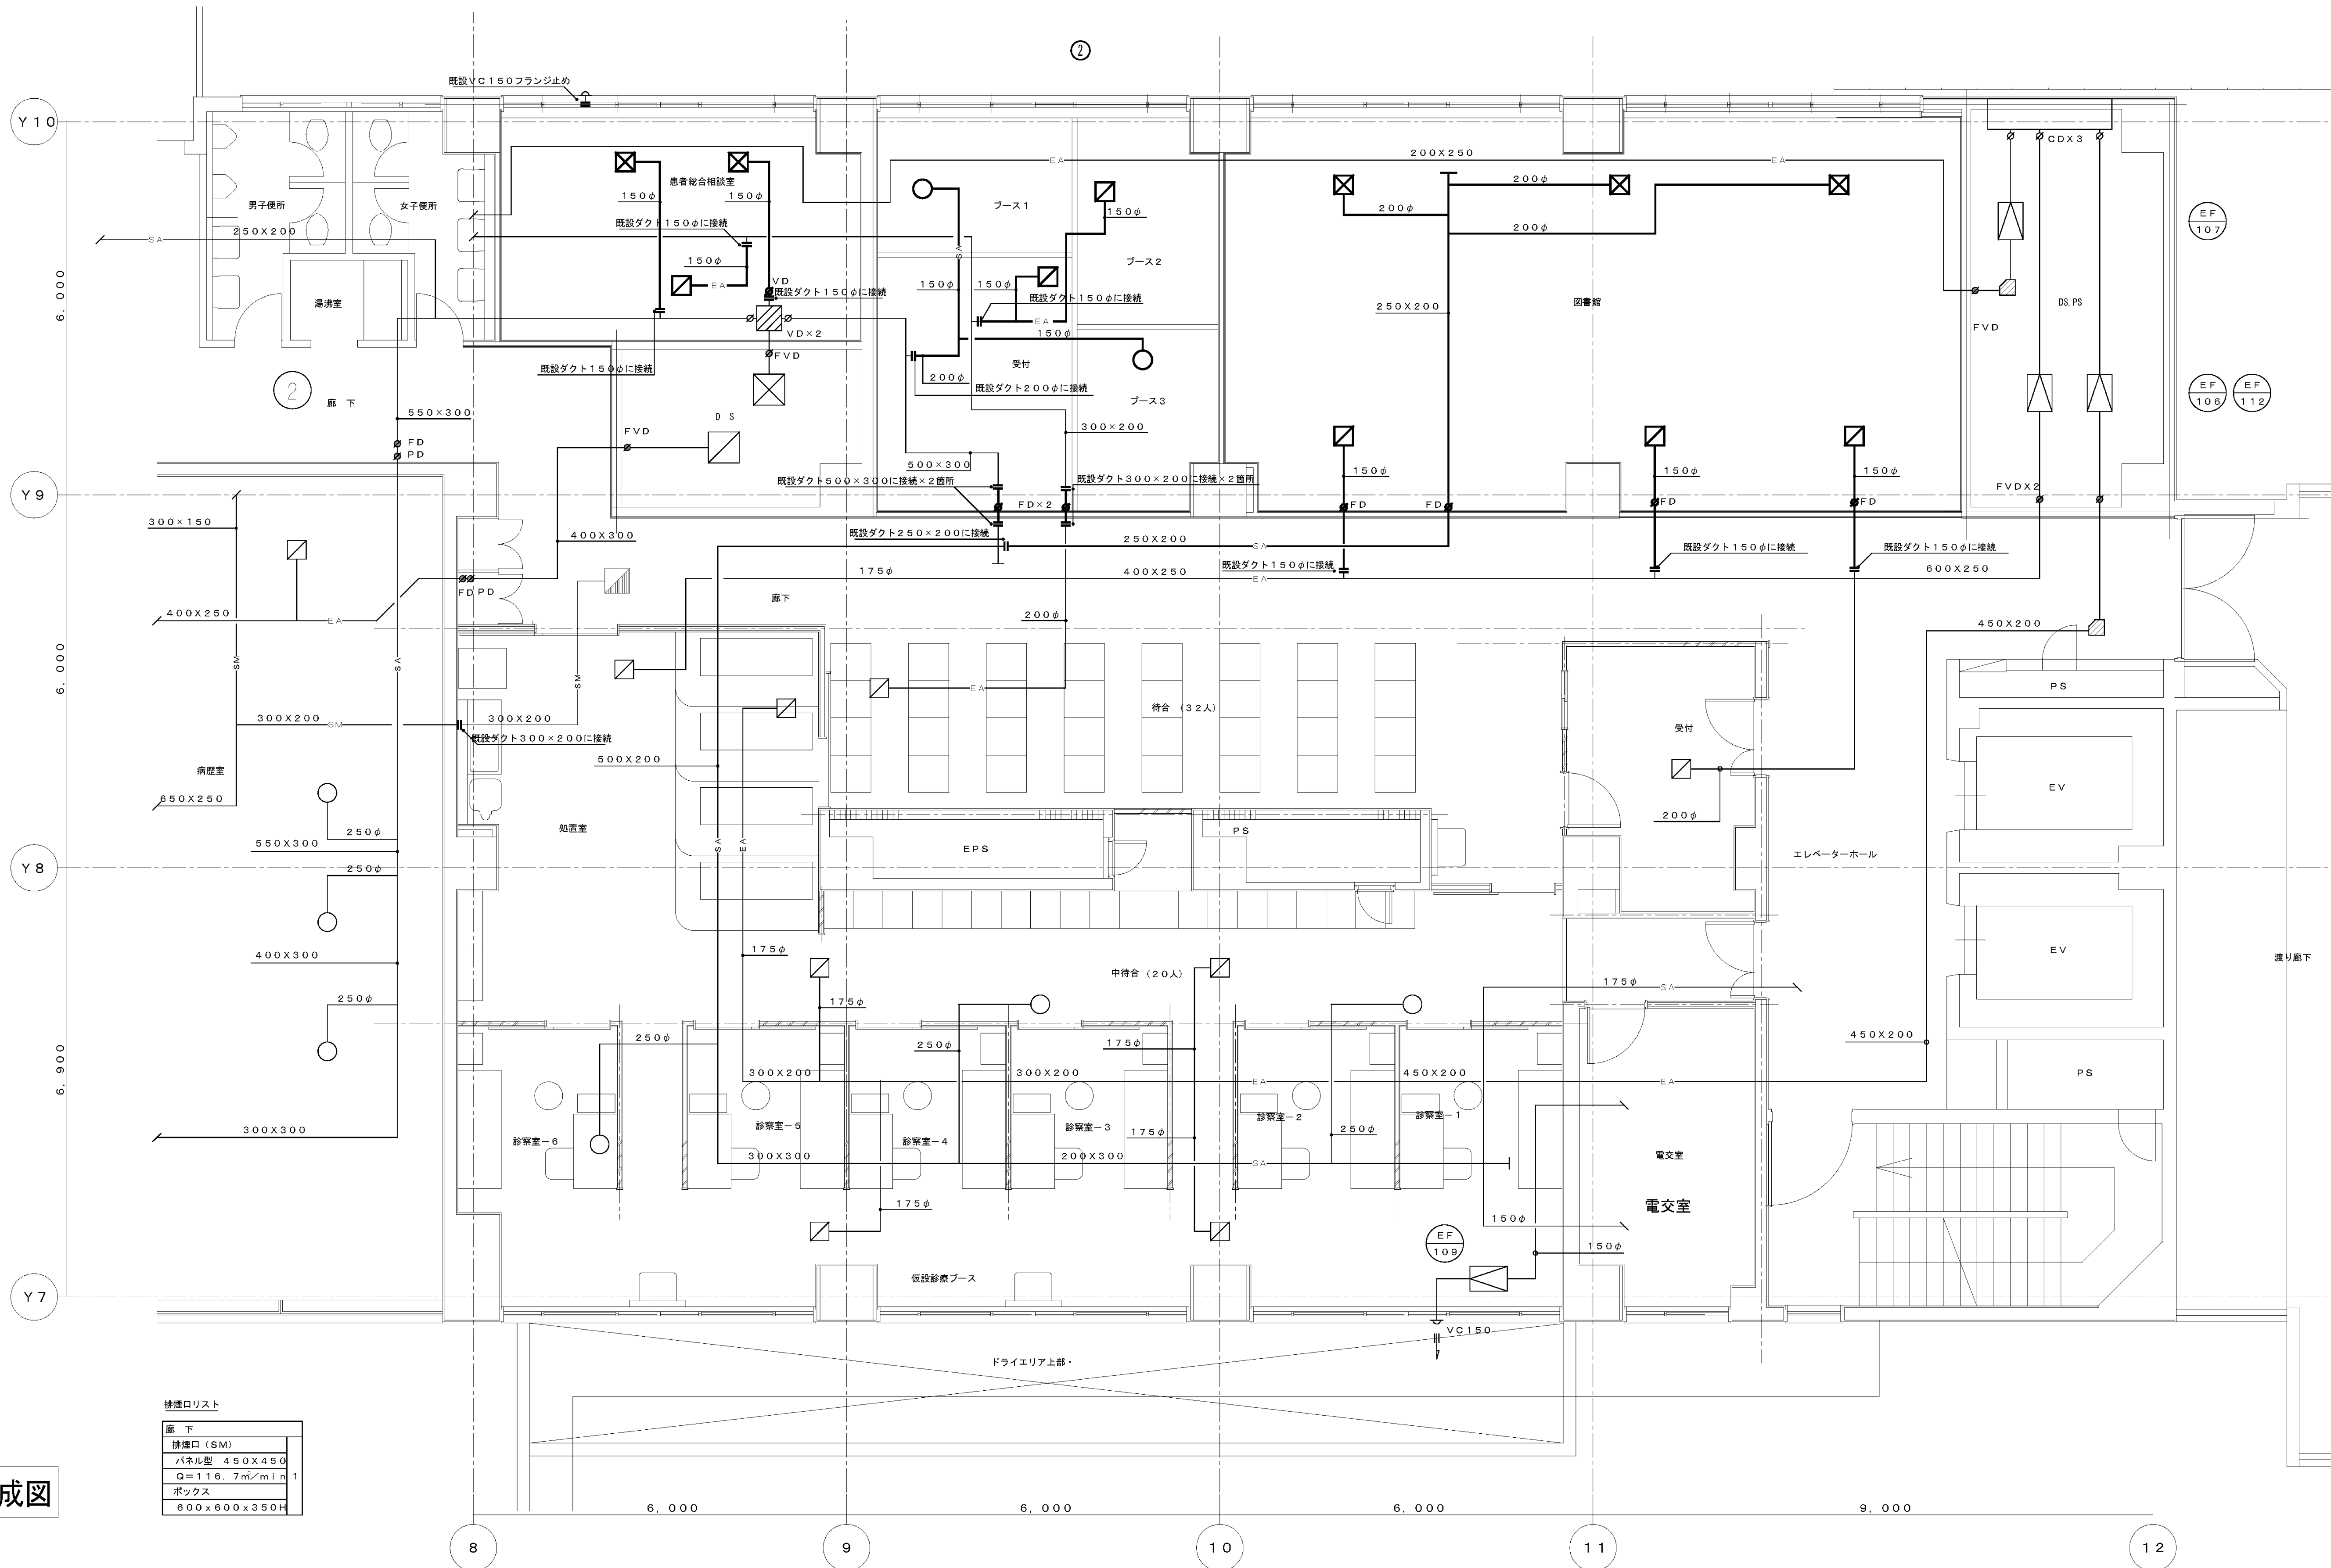 ②
既設VC150フランジ止め
Y10
CDX3
200X250
EA
EA
患者総合相談室
150φ
150φ
男子便所
女子便所
ブース1
150φ
200φ
200φ
200φ
EF
107
既設ダクト150φに接続
SA
250X200
SA
150φ
EA
VD
既設ダクト150φに接続
ブース2
150φ
150φ
既設ダクト150φに接続
EA
湯沸室
図書館
DS,PS
250X200
FVD
VD×2
FVD
150φ
受付
既設ダクト150φに接続
200φ
既設ダクト200φに接続
ブース3
6,000
②
廊 下
550×300
FD
PD
FVD
DS
300×200
500×300
EF
106
EF
112
150φ
150φ
150φ
Y9
既設ダクト500×300に接続×2箇所
既設ダクト300×200に接続×2箇所
FVDX2
FD×2
FD
FD
FD
FD
300×150
400X300
既設ダクト250×200に接続
250X200
SA
既設ダクト150φに接続
既設ダクト150φに接続
既設ダクト150φに接続
175φ
400X250
EA
600X250
FD PD
廊下
400X250
EA
200φ
450X200
6,000
SM
SA
SM
EA
PS
待合 (32人)
300X200
SM
300X200
既設ダクト300×200に接続
受付
500X200
病歴室
650X250
EV
250φ
処置室
200φ
PS
550X300
SA
EA
EPS
エレベーターホール
Y8
250φ
400X300
175φ
中待合 (20人)
EV
渡り廊下
250φ
175φ
175φ
SA
250φ
250φ
175φ
450X200
6,900
300X200
300X200
EA
450X200
EA
PS
300X300
診察室-6
診察室-5
診察室-4
診察室-3
診察室-2
診察室-1
175φ
250φ
300X300
200X300
SA
電交室
電交室
175φ
150φ
EF
109
150φ
仮設診療ブース
Y7
VC150
ドライエリア上部・
排煙口リスト
廊 下
排煙口(SM)
パネル型 450X450
Q=116.7㎥/min
1
ボックス
600x600x350H
成図
6,000
6,000
6,000
9,000
8
9
10
11
12